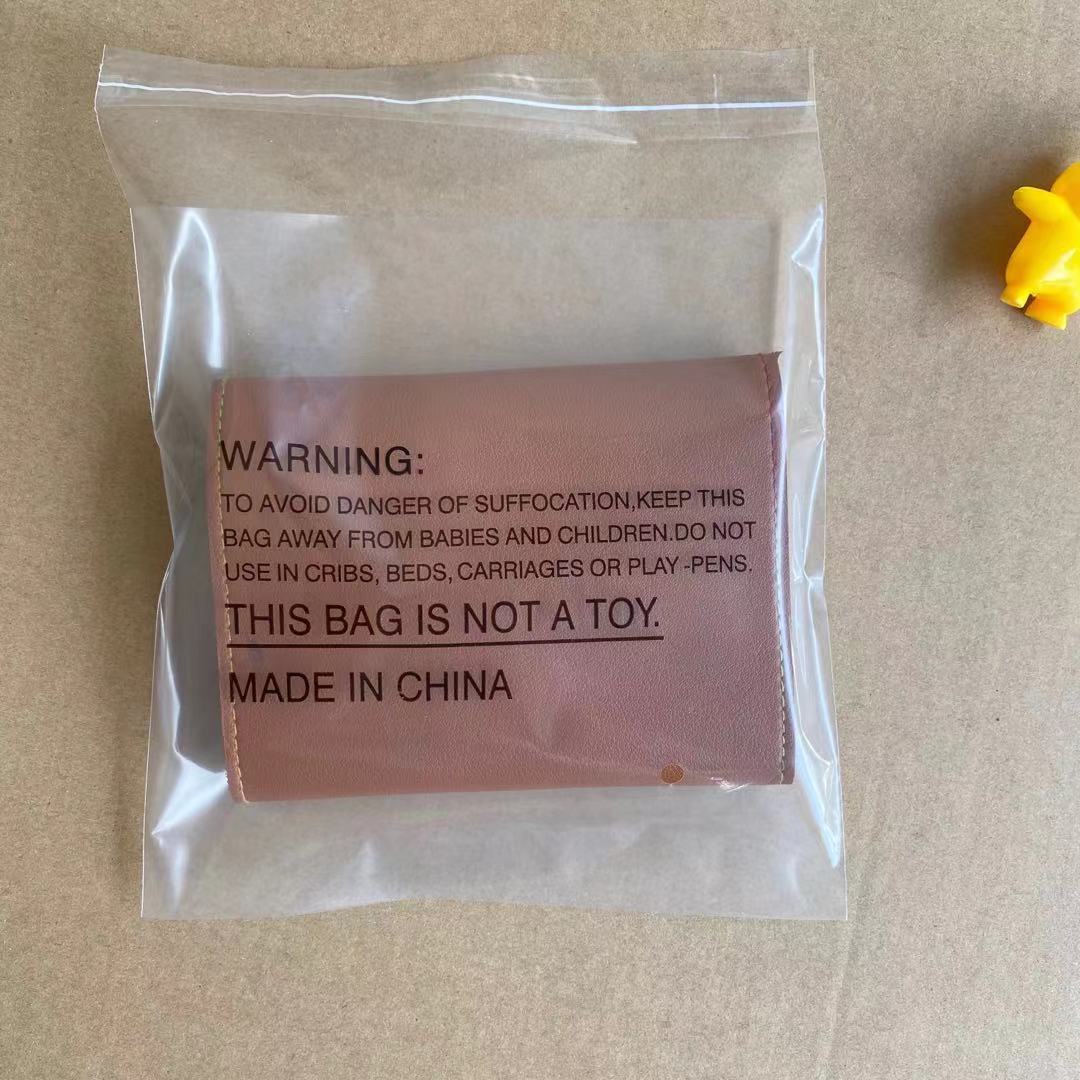 WARNING:
TO AVOID DANGER OF SUFFOCATION,KEEP THIS
BAG AWAY FROM BABIES AND CHILDREN.DO NOT
USE IN CRIBS, BEDS, CARRIAGES OR PLAY -PENS.
THIS BAG IS NOT A TOY.
MADE IN CHINA